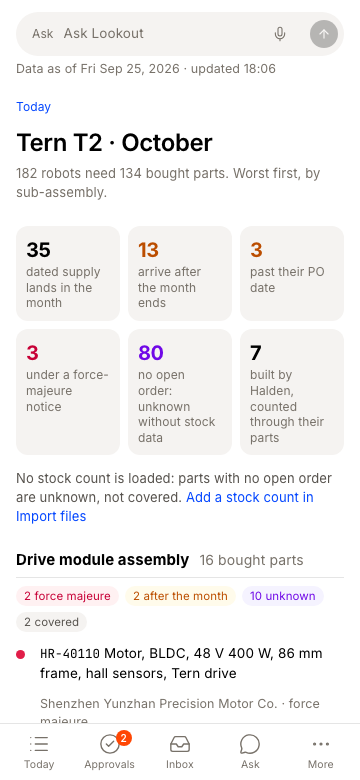 Ask Ask Lookout
Data as of Fri Sep 25, 2026 · updated 18:06
Today
Tern T2 · October
182 robots need 134 bought parts. Worst first, by
sub-assembly.
35
dated supply
lands in the
month
13
arrive after
the month
ends
3
past their PO
date
3
under a force-
majeure
notice
80
no open
order:
unknown
without stock
data
7
built by
Halden,
counted
through their
parts
No stock count is loaded: parts with no open order
are unknown, not covered. Add a stock count in
Import files
Drive module assembly 16 bought parts
2 force majeure 2 after the month 10 unknown
2 covered
HR-40110 Motor, BLDC, 48 V 400 W, 86 mm
frame, hall sensors, Tern drive
Shenzhen Yunzhan Precision Motor Co. · force
majeure
2
Today Approvals Inbox Ask More